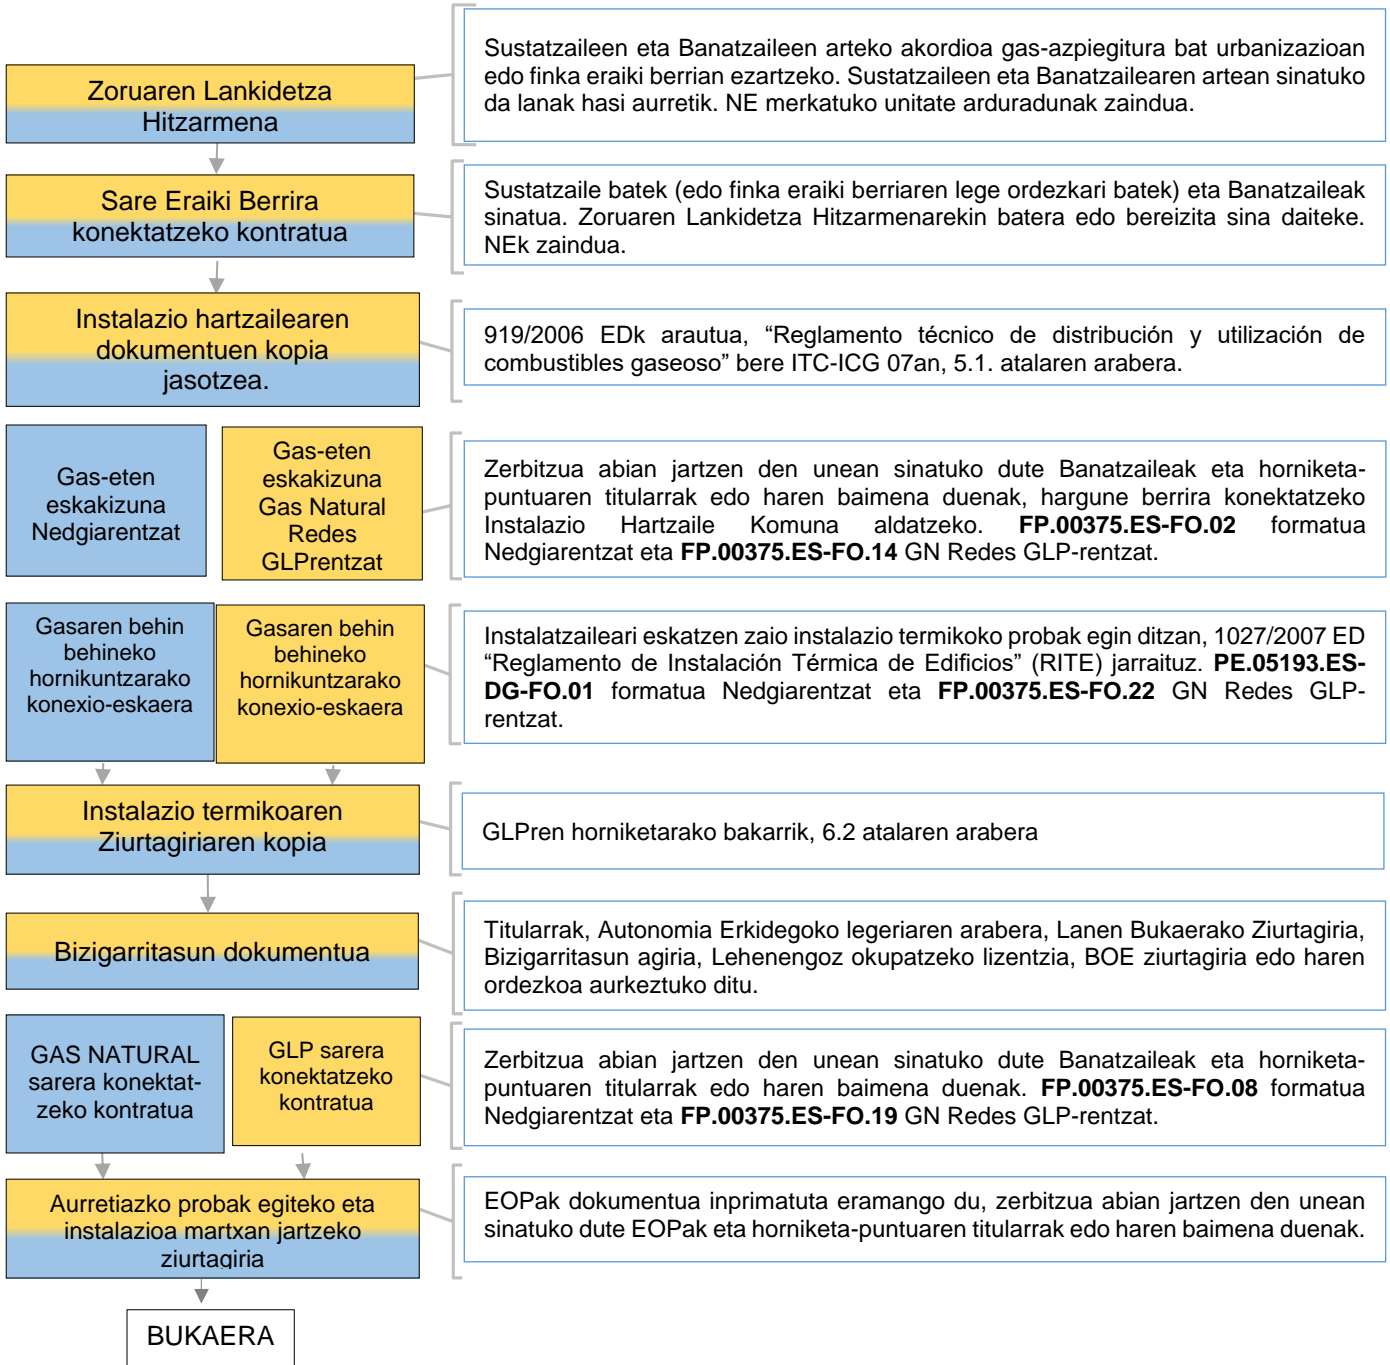 Zoruaren Lankidetza
Hitzarmena
Sustatzaileen eta Banatzaileen arteko akordioa gas-azpiegitura bat urbanizazioan
edo finka eraiki berrian ezartzeko. Sustatzaileen eta Banatzailearen artean sinatuko
da lanak hasi aurretik. NE merkatuko unitate arduradunak zaindua.
Sare Eraiki Berrira
konektatzeko kontratua
Sustatzaile batek (edo finka eraiki berriaren lege ordezkari batek) eta Banatzaileak
sinatua. Zoruaren Lankidetza Hitzarmenarekin batera edo bereizita sina daiteke.
NEk zaindua.
Instalazio hartzailearen
dokumentuen kopia
jasotzea.
919/2006 EDk arautua, “Reglamento técnico de distribución y utilización de
combustibles gaseoso” bere ITC-ICG 07an, 5.1. atalaren arabera.
Gas-eten
eskakizuna
Nedgiarentzat
Gas-eten
eskakizuna
Gas Natural
Redes
GLPrentzat
Zerbitzua abian jartzen den unean sinatuko dute Banatzaileak eta horniketa-
puntuaren titularrak edo haren baimena duenak, hargune berrira konektatzeko
Instalazio Hartzaile Komuna aldatzeko. FP.00375.ES-FO.02 formatua
Nedgiarentzat eta FP.00375.ES-FO.14 GN Redes GLP-rentzat.
Gasaren behin
behineko
hornikuntzarako
konexio-eskaera
Gasaren behin
behineko
hornikuntzarako
konexio-eskaera
Instalatzaileari eskatzen zaio instalazio termikoko probak egin ditzan, 1027/2007 ED
“Reglamento de Instalación Térmica de Edificios” (RITE) jarraituz. PE.05193.ES-
DG-FO.01 formatua Nedgiarentzat eta FP.00375.ES-FO.22 GN Redes GLP-
rentzat.
Instalazio termikoaren
Ziurtagiriaren kopia
GLPren horniketarako bakarrik, 6.2 atalaren arabera
Bizigarritasun dokumentua
Titularrak, Autonomia Erkidegoko legeriaren arabera, Lanen Bukaerako Ziurtagiria,
Bizigarritasun agiria, Lehenengoz okupatzeko lizentzia, BOE ziurtagiria edo haren
ordezkoa aurkeztuko ditu.
GAS NATURAL
sarera konektat-
zeko kontratua
GLP sarera
konektatzeko
kontratua
Zerbitzua abian jartzen den unean sinatuko dute Banatzaileak eta horniketa-
puntuaren titularrak edo haren baimena duenak. FP.00375.ES-FO.08 formatua
Nedgiarentzat eta FP.00375.ES-FO.19 GN Redes GLP-rentzat.
Aurretiazko probak egiteko eta
instalazioa martxan jartzeko
ziurtagiria
EOPak dokumentua inprimatuta eramango du, zerbitzua abian jartzen den unean
sinatuko dute EOPak eta horniketa-puntuaren titularrak edo haren baimena duenak.
BUKAERA